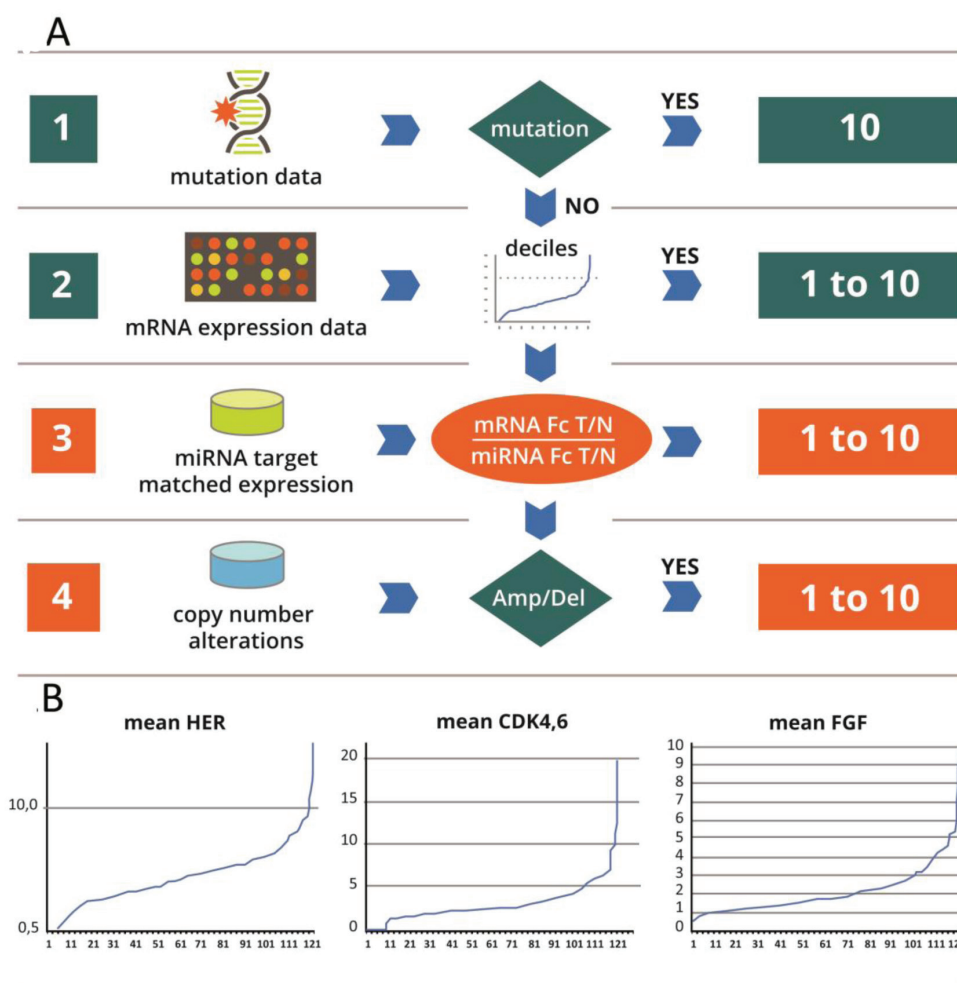 A
1
mutation data
mutation
YES
10
NO
2
mRNA expression data
deciles
YES
1 to 10
3
miRNA target
matched expression
mRNA Fc T/N
miRNA Fc T/N
1 to 10
4
copy number
alterations
Amp/Del
YES
1 to 10
B
mean HER
10,0
0,5
1 11 21 31 41 51 61 71 81 91 101 111 121
mean CDK4,6
20
15
10
5
0
1 11 21 31 41 51 61 71 81 91 101 111 121
mean FGF
10
9
8
7
6
5
4
3
2
1
0
1 11 21 31 41 51 61 71 81 91 101 111